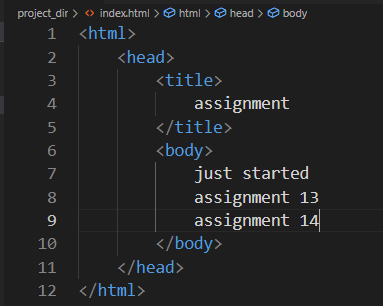 project_dir > index.html > html > head > body
1 <html>
2     <head>
3         <title>
4             assignment
5         </title>
6         <body>
7             just started
8             assignment 13
9             assignment 14
10         </body>
11     </head>
12 </html>